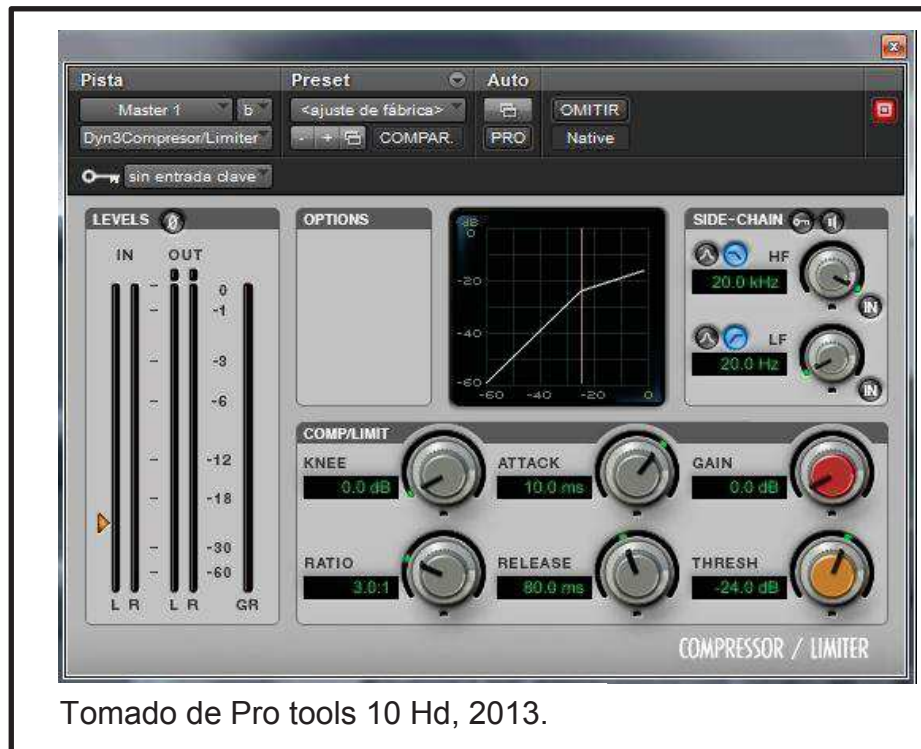 Pista Preset Auto
Master 1 b <ajuste de fábrica> OMITIR
Dyn3Compresor/Limiter - + COMPAR. PRO Native
sin entrada clave
LEVELS Ø OPTIONS SIDE-CHAIN
IN OUT
dB
0
-20
-40
-60
-60 -40 -20 0
HF
20.0 kHz
IN
LF
20.0 Hz
IN
0
-1
-3
-6
-12
-18
-30
-60
L R L R GR
COMP/LIMIT
KNEE ATTACK GAIN
0.0 dB 10.0 ms 0.0 dB
RATIO RELEASE THRESH
3.0:1 80.0 ms -24.0 dB
COMPRESSOR / LIMITER
Tomado de Pro tools 10 Hd, 2013.